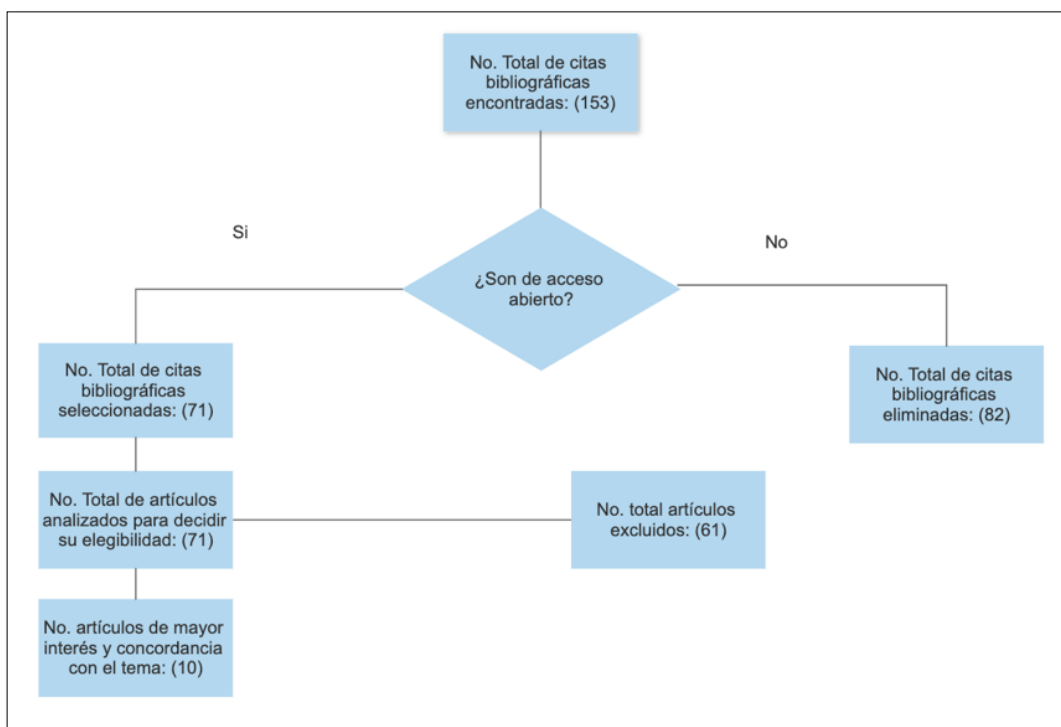 No. Total de citas
bibliográficas
encontradas: (153)
Si
No
¿Son de acceso
abierto?
No. Total de citas
bibliográficas
seleccionadas: (71)
No. Total de citas
bibliográficas
eliminadas: (82)
No. Total de artículos
analizados para decidir
su elegibilidad: (71)
No. total artículos
excluidos: (61)
No. artículos de mayor
interés y concordancia
con el tema: (10)